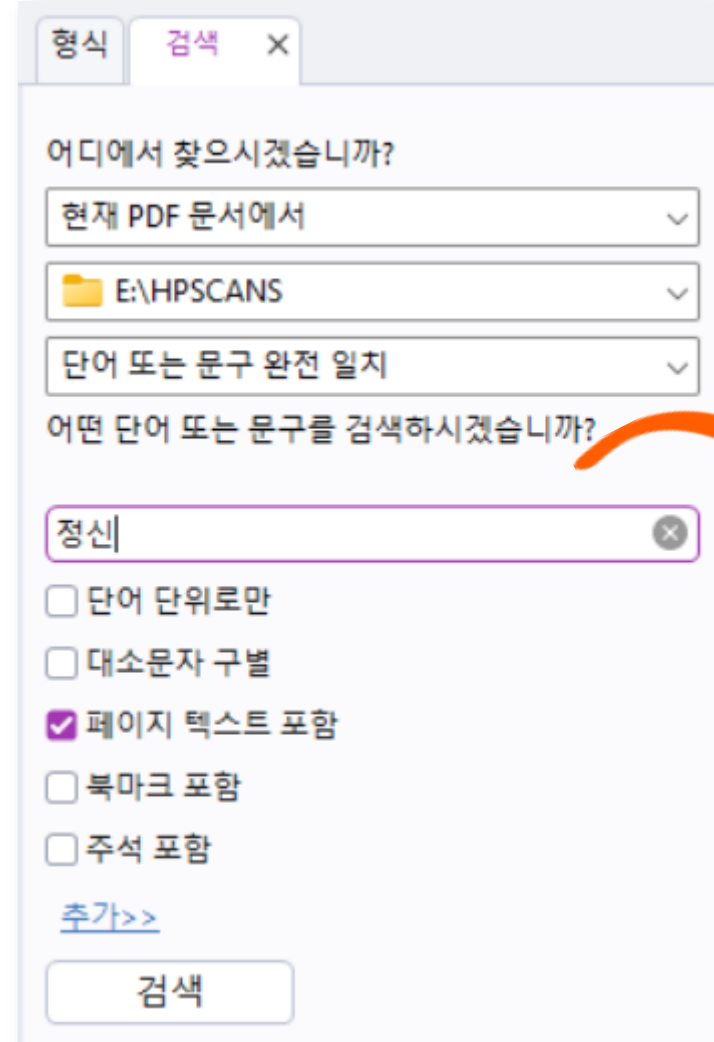 형식 검색
어디에서 찾으시겠습니까?
현재 PDF 문서에서
E:\HPSCANS
단어 또는 문구 완전 일치
어떤 단어 또는 문구를 검색하시겠습니까?
정신
단어 단위로만
대소문자 구별
페이지 텍스트 포함
북마크 포함
주석 포함
추가>>
검색